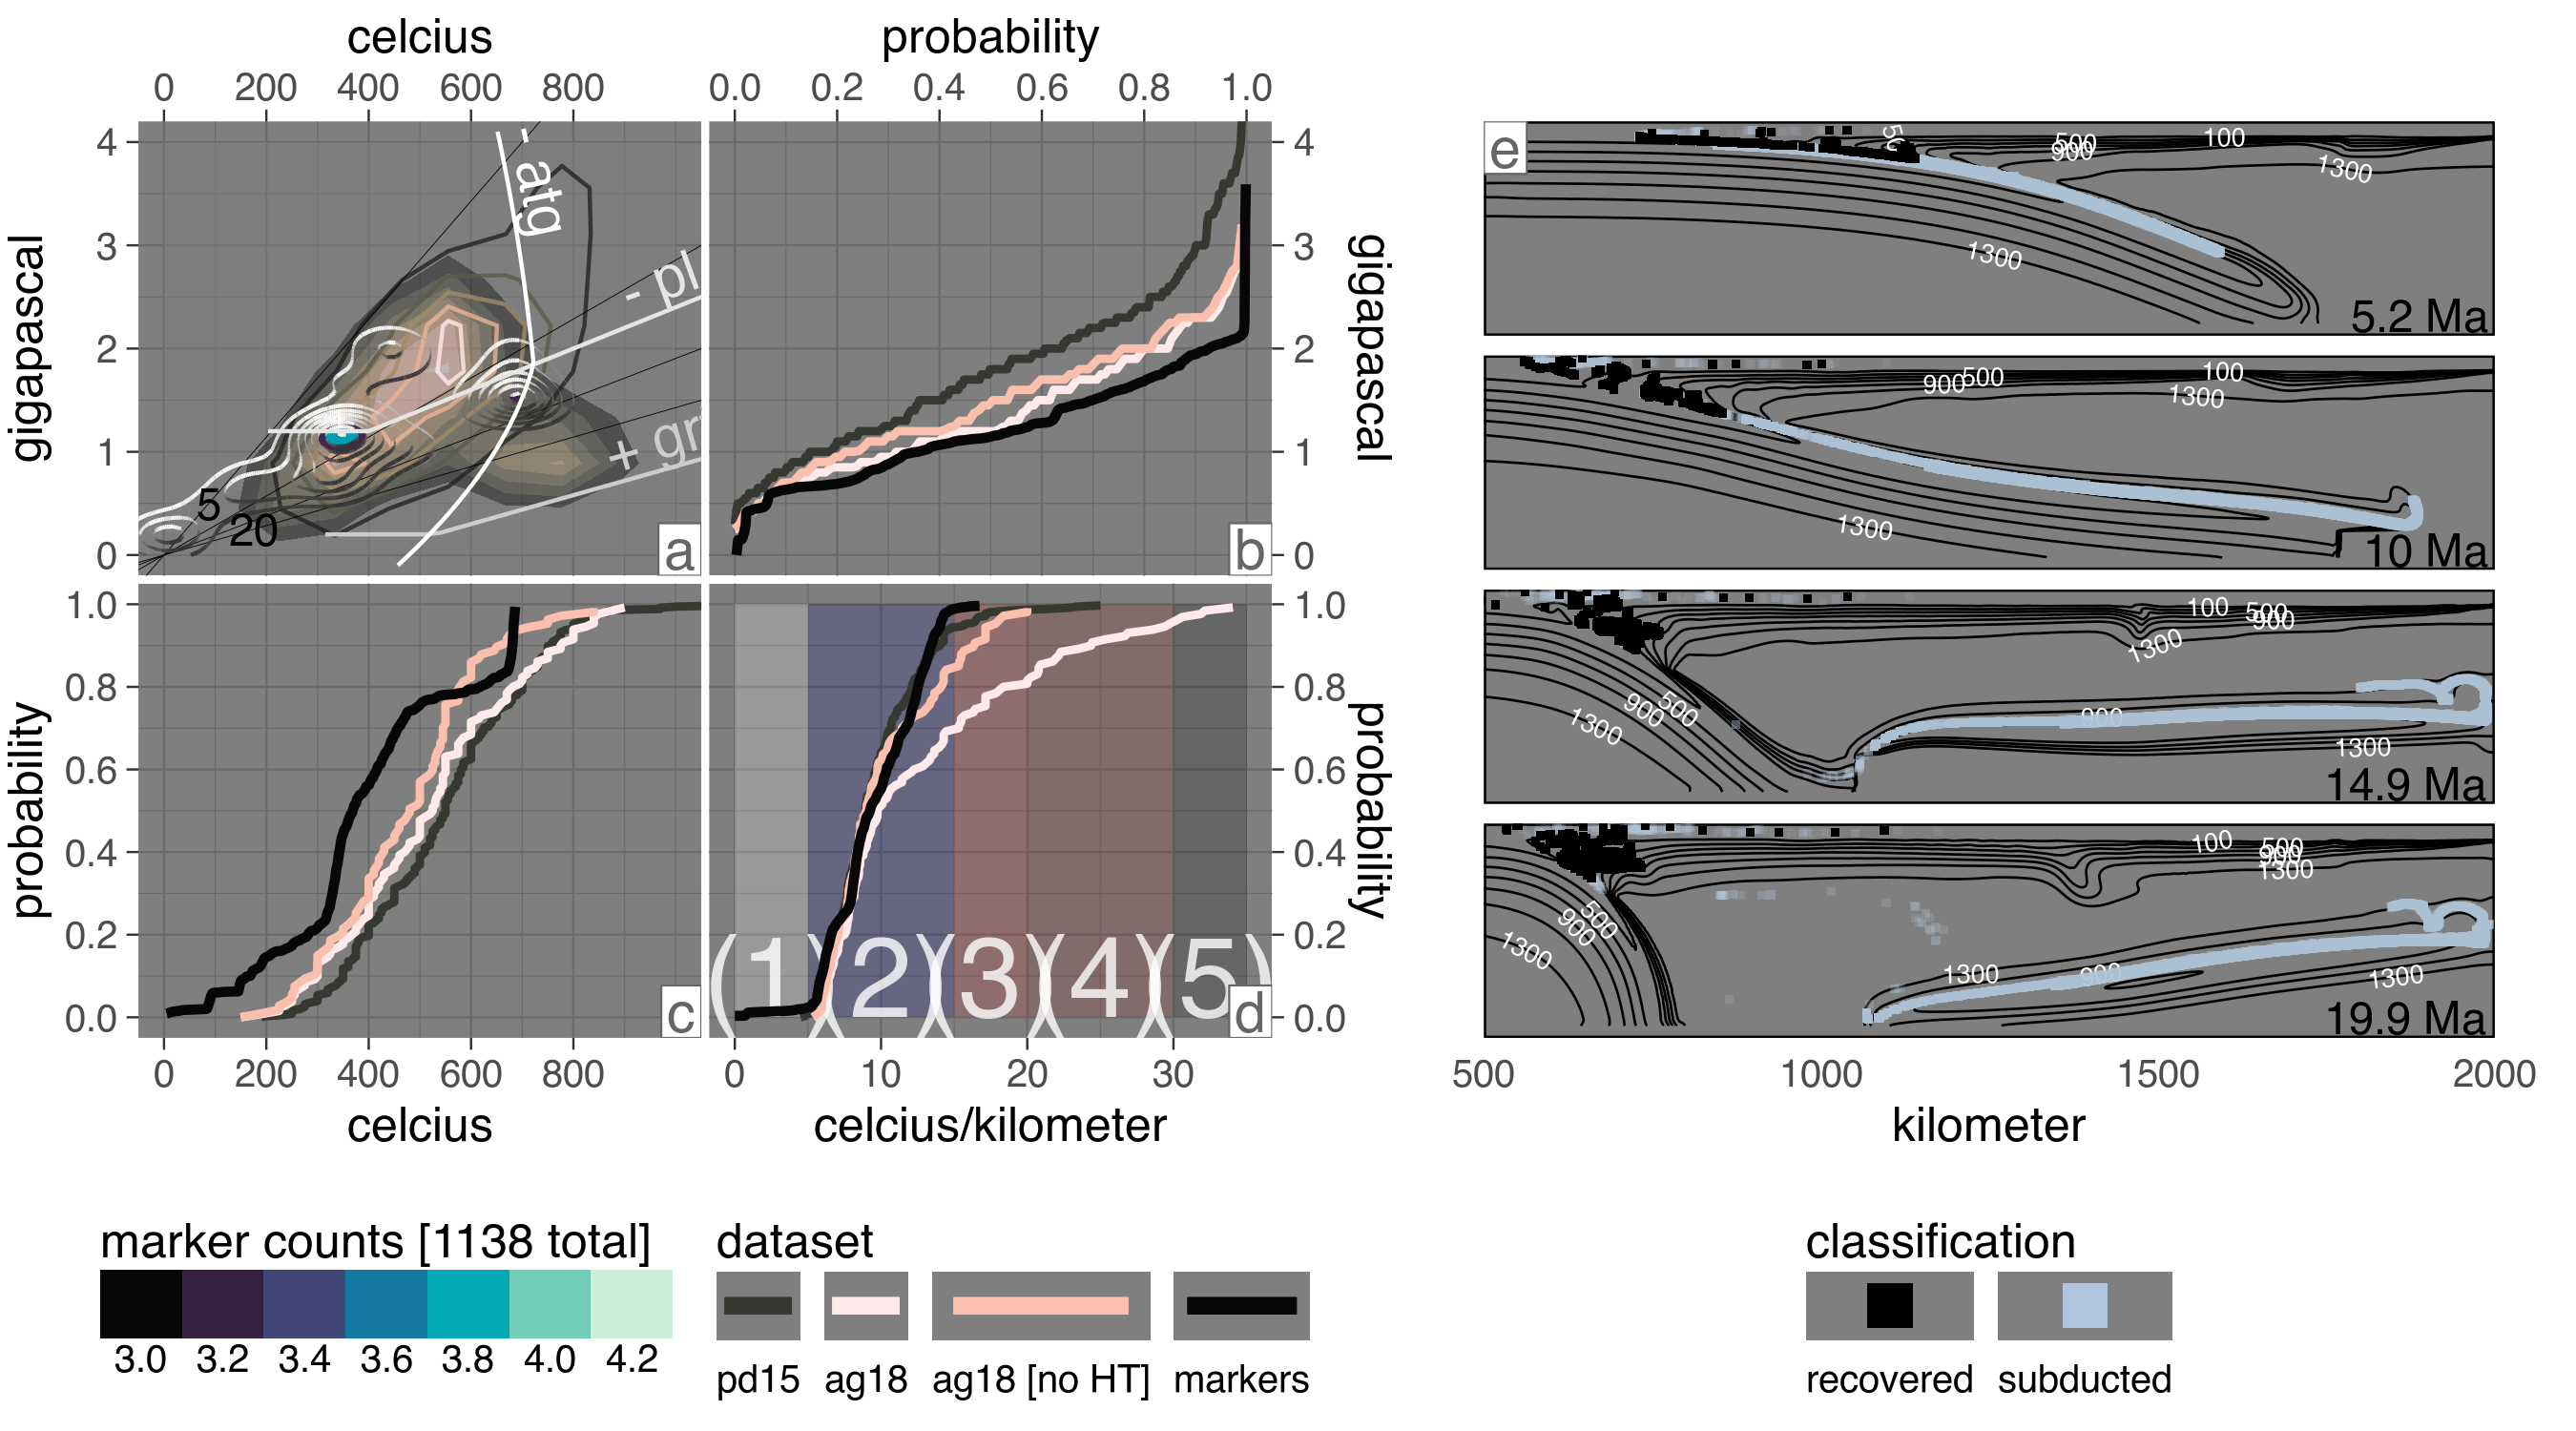 celcius
probability
0 200 400 600 800
0.0 0.2 0.4 0.6 0.8 1.0
gigapascal
4
3
2
1
0
- atg
- pl
+ gr
5
20
a
b
4
3
2
1
0
gigapascal
probability
1.0
0.8
0.6
0.4
0.2
0.0
c
(1)(2)(3)(4)(5)
d
1.0
0.8
0.6
0.4
0.2
0.0
probability
0 200 400 600 800
0 10 20 30
celcius
celcius/kilometer
e
500
900
100
1300
1300
5.2 Ma
900
500
100
1300
1300
10 Ma
100
500
900
1300
500
900
1300
900
1300
14.9 Ma
100
500
900
1300
500
900
1300
1300
900
1300
19.9 Ma
500 1000 1500 2000
kilometer
marker counts [1138 total]
3.0 3.2 3.4 3.6 3.8 4.0 4.2
dataset
pd15 ag18 ag18 [no HT] markers
classification
recovered subducted